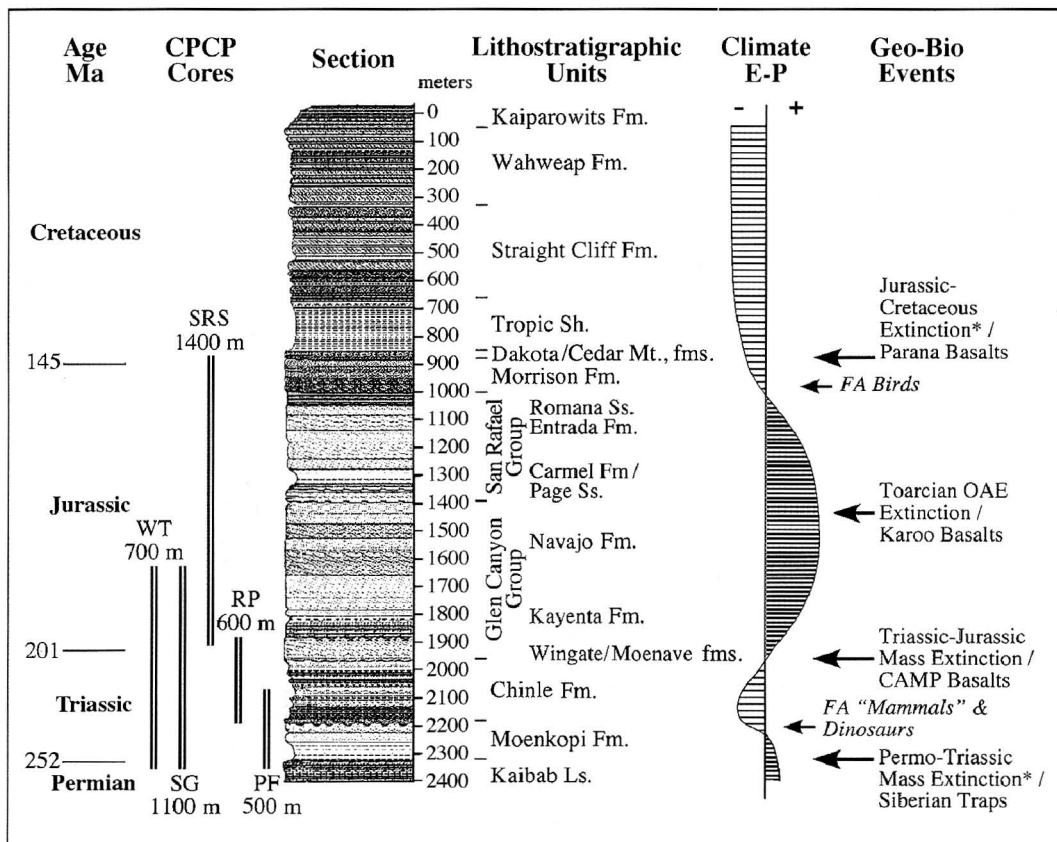 Age
Ma
CPCP
Cores
Section
meters
Lithostratigraphic
Units
Climate
E-P
- +
Geo-Bio
Events
Cretaceous
145
Jurassic
201
Triassic
252
Permian
SRS
1400 m
WT
700 m
RP
600 m
SG
1100 m
PF
500 m
0
100
200
300
400
500
600
700
800
900
1000
1100
1200
1300
1400
1500
1600
1700
1800
1900
2000
2100
2200
2300
2400
Kaiparowits Fm.
Wahweap Fm.
Straight Cliff Fm.
Tropic Sh.
Dakota/Cedar Mt., fms.
Morrison Fm.
San Rafael
Group
Romana Ss.
Entrada Fm.
Carmel Fm /
Page Ss.
Glen Canyon
Group
Navajo Fm.
Kayenta Fm.
Wingate/Moenave fms.
Chinle Fm.
Moenkopi Fm.
Kaibab Ls.
Jurassic-
Cretaceous
Extinction* /
Parana Basalts
FA Birds
Toarcian OAE
Extinction /
Karoo Basalts
Triassic-Jurassic
Mass Extinction /
CAMP Basalts
FA "Mammals" &
Dinosaurs
Permo-Triassic
Mass Extinction* /
Siberian Traps